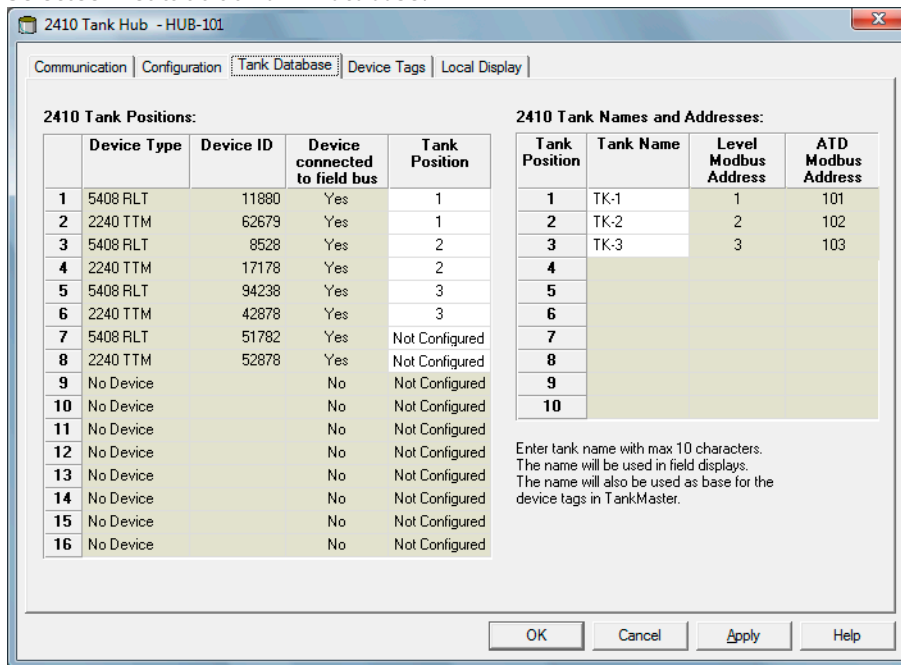 2410 Tank Hub - HUB-101
Communication Configuration Tank Database Device Tags Local Display
2410 Tank Positions:
Device Type Device ID Device connected to field bus Tank Position
1 5408 RLT 11880 Yes 1
2 2240 TTM 62679 Yes 1
3 5408 RLT 8528 Yes 2
4 2240 TTM 17178 Yes 2
5 5408 RLT 94238 Yes 3
6 2240 TTM 42878 Yes 3
7 5408 RLT 51782 Yes Not Configured
8 2240 TTM 52878 Yes Not Configured
9 No Device No Not Configured
10 No Device No Not Configured
11 No Device No Not Configured
12 No Device No Not Configured
13 No Device No Not Configured
14 No Device No Not Configured
15 No Device No Not Configured
16 No Device No Not Configured
2410 Tank Names and Addresses:
Tank Position Tank Name Level Modbus Address ATD Modbus Address
1 TK-1 1 101
2 TK-2 2 102
3 TK-3 3 103
4
5
6
7
8
9
10
Enter tank name with max 10 characters.
The name will be used in field displays.
The name will also be used as base for the
device tags in TankMaster.
OK Cancel Apply Help